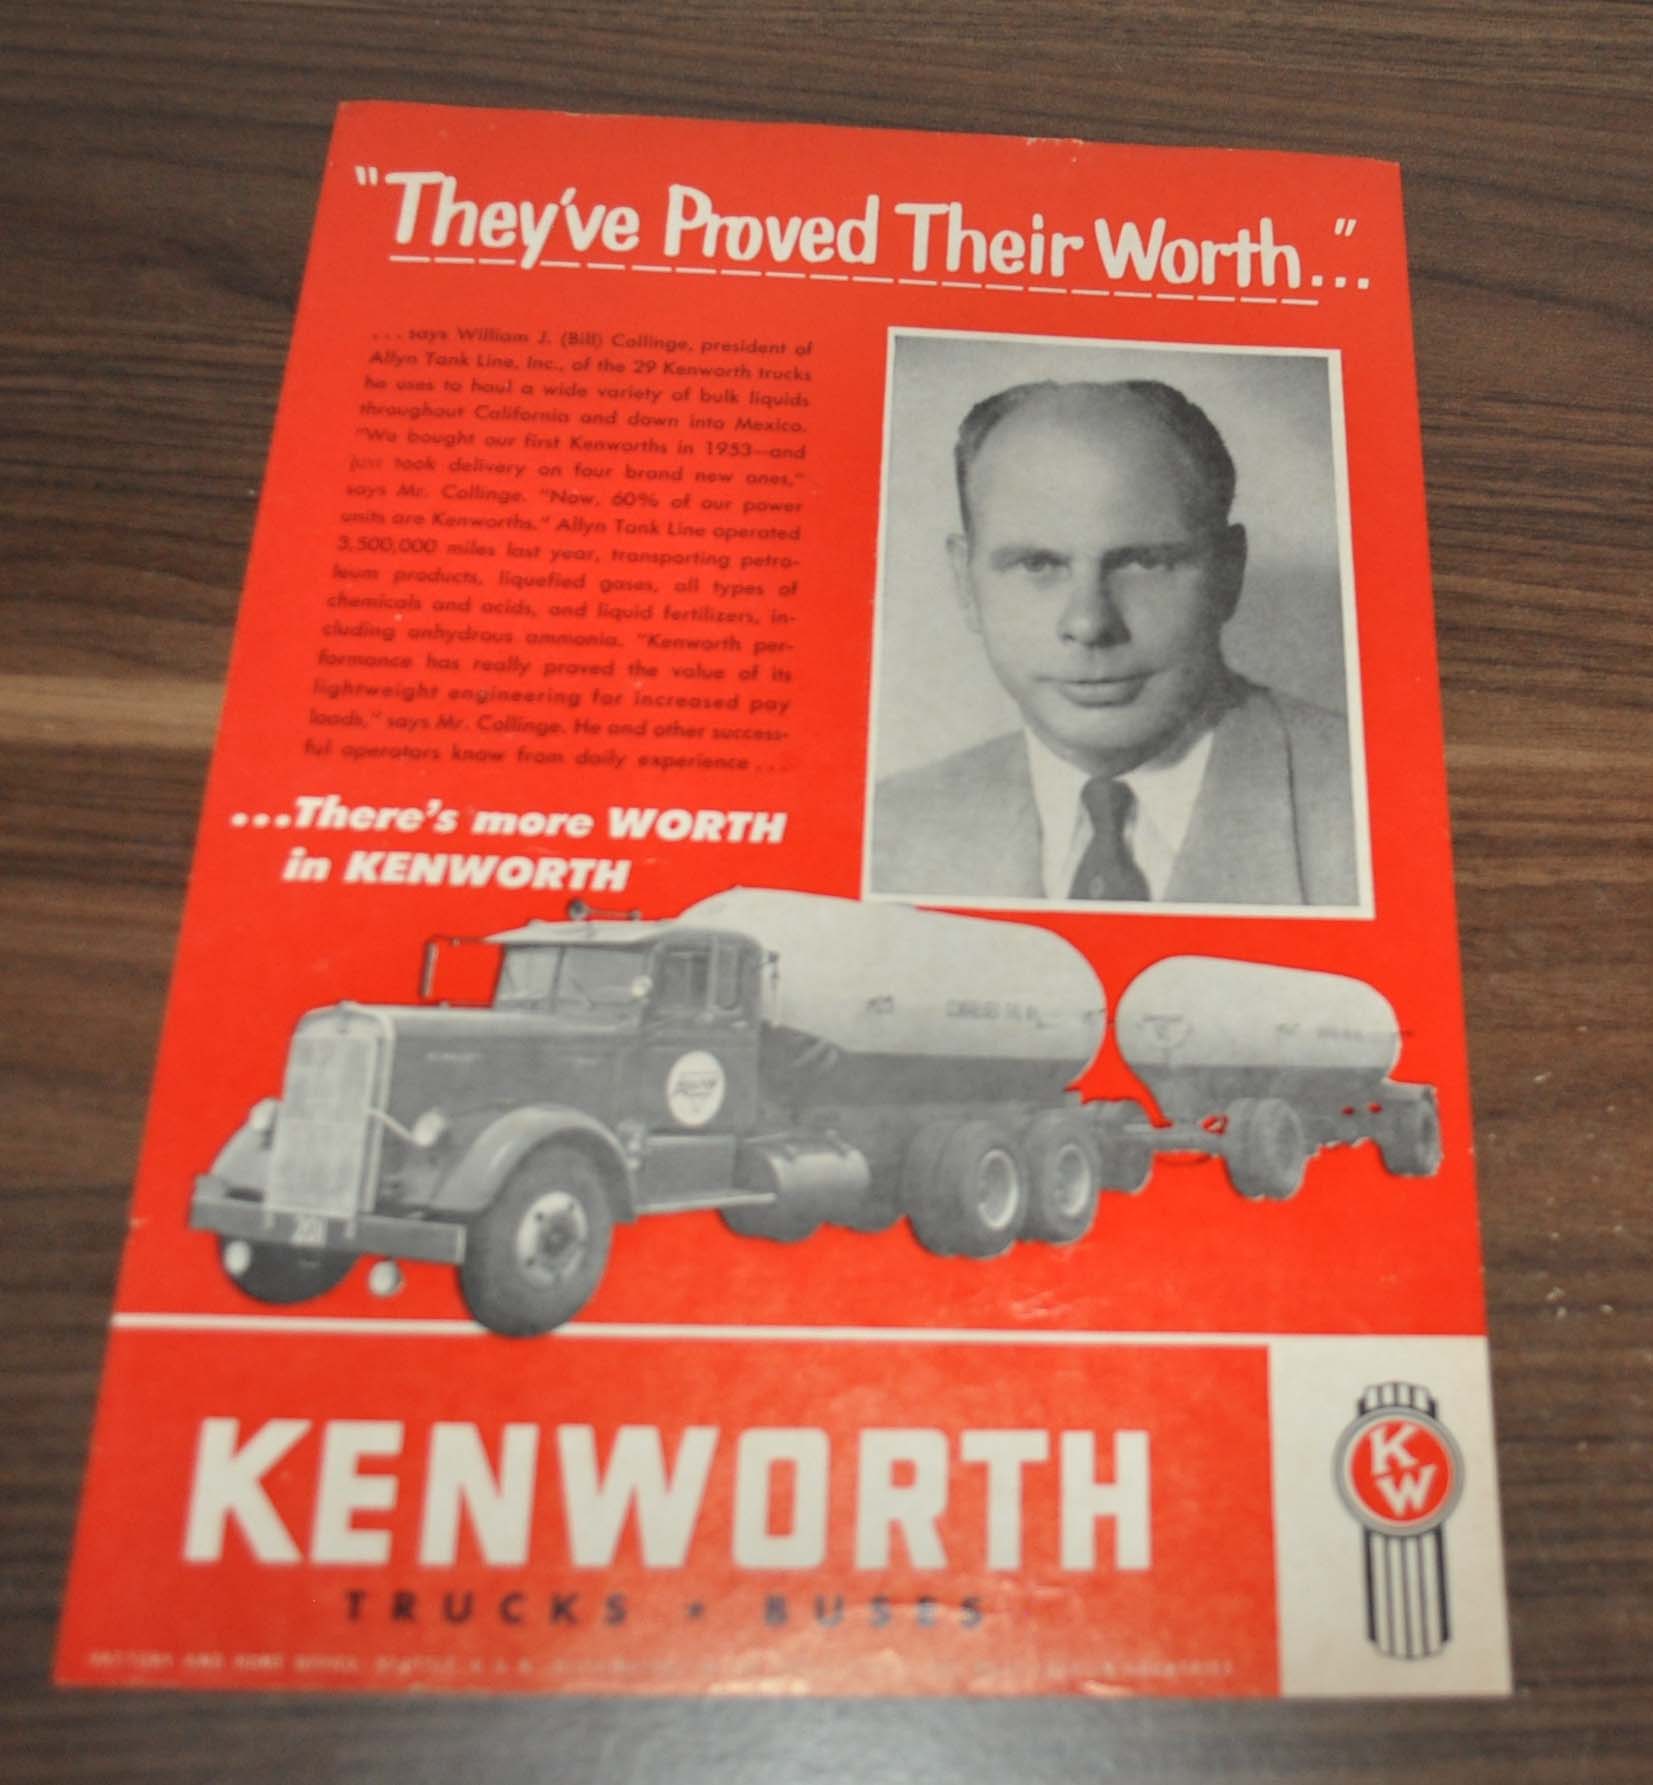 "They've Proved Their Worth..."
...says William J. (Bill) Collinge, president of
Allyn Tank Line, Inc., of the 29 Kenworth trucks
he uses to haul a wide variety of bulk liquids
throughout California and down into Mexico.
"We bought our first Kenworths in 1953—and
just took delivery on four brand new ones,"
says Mr. Collinge. "Now, 60% of our power
units are Kenworths." Allyn Tank Line operated
3,500,000 miles last year, transporting petro-
leum products, liquefied gases, all types of
chemicals and acids, and liquid fertilizers, in-
cluding anhydrous ammonia. "Kenworth per-
formance has really proved the value of its
lightweight engineering for increased pay
loads," says Mr. Collinge. He and other success-
ful operators know from daily experience...
...There's more WORTH
in KENWORTH
KENWORTH
TRUCKS • BUSES
FACTORY AND HOME OFFICE, SEATTLE, U.S.A.
KW